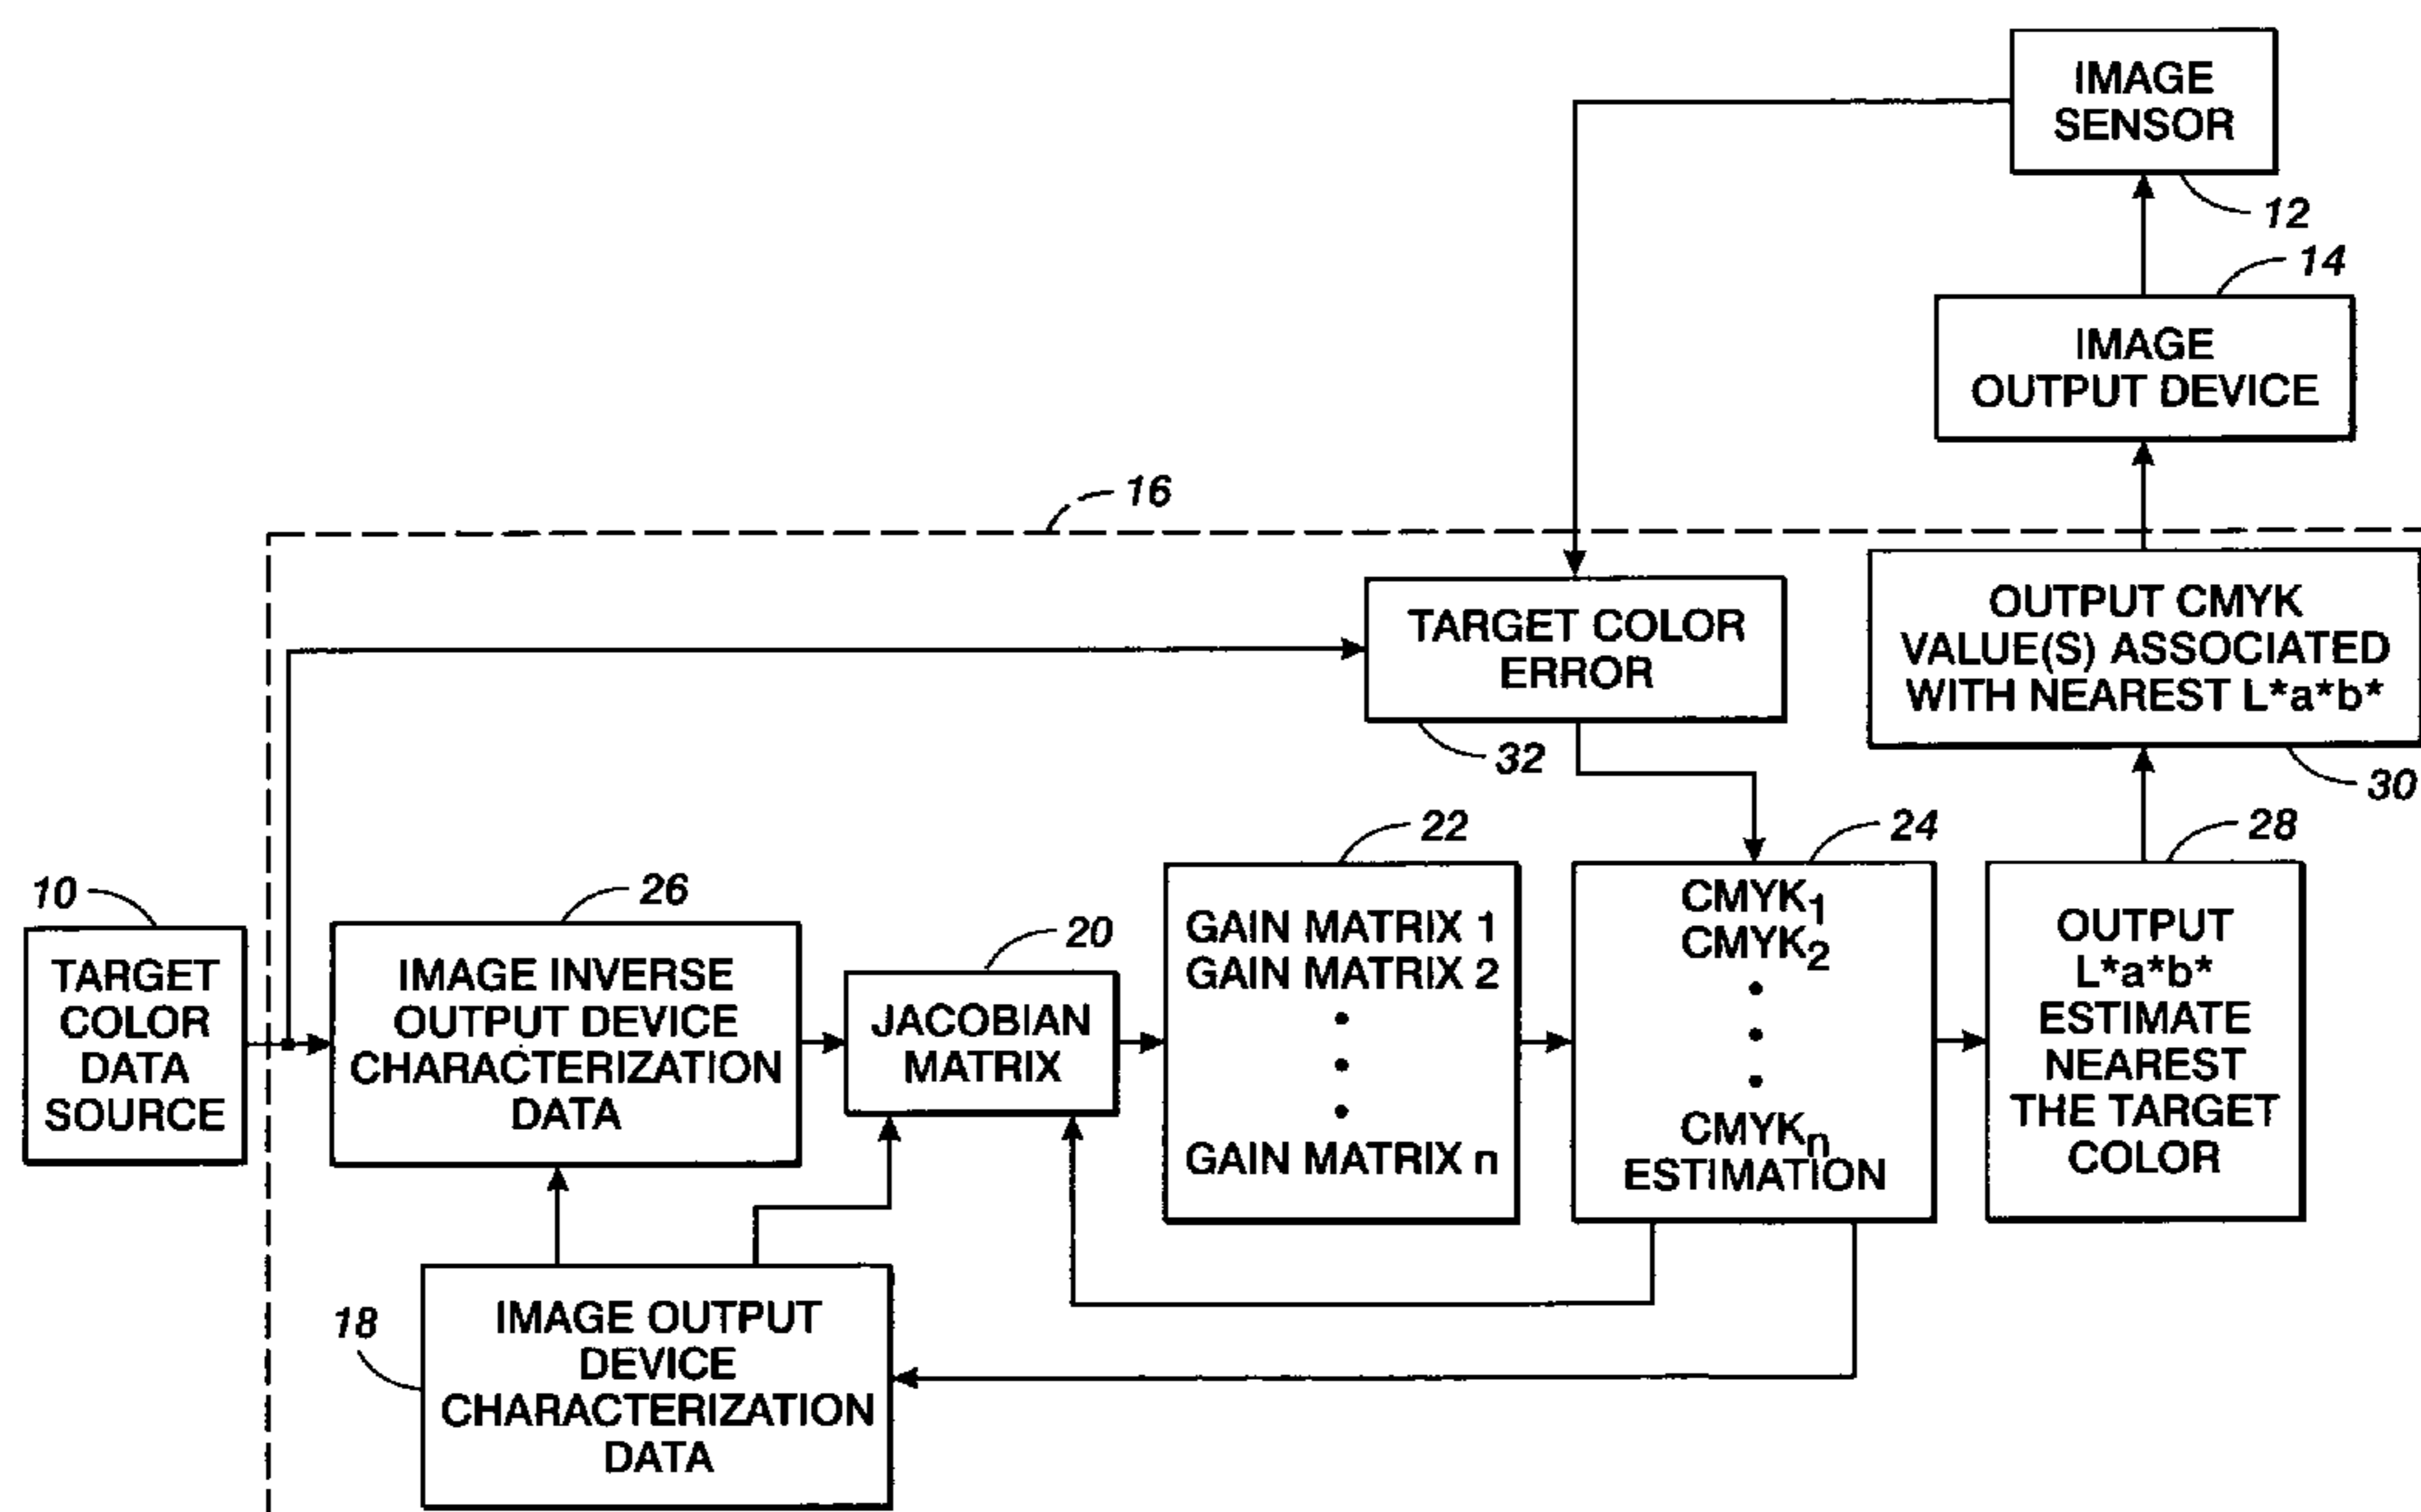 IMAGE
SENSOR
12
14
IMAGE
OUTPUT DEVICE
16
TARGET COLOR
ERROR
32
OUTPUT CMYK
VALUE(S) ASSOCIATED
WITH NEAREST L*a*b*
30
10
TARGET
COLOR
DATA
SOURCE
26
IMAGE INVERSE
OUTPUT DEVICE
CHARACTERIZATION
DATA
20
JACOBIAN
MATRIX
22
GAIN MATRIX 1
GAIN MATRIX 2
•
•
•
GAIN MATRIX n
24
CMYK₁
CMYK₂
•
•
•
CMYKₙ
ESTIMATION
28
OUTPUT
L*a*b*
ESTIMATE
NEAREST
THE TARGET
COLOR
18
IMAGE OUTPUT
DEVICE
CHARACTERIZATION
DATA